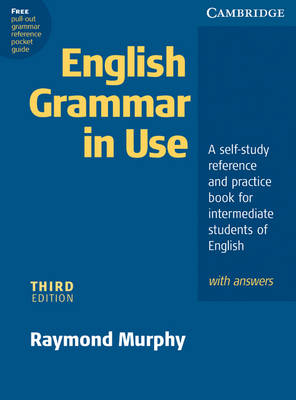 FREE
pull-out
grammar
reference
pocket
guide
CAMBRIDGE
English
Grammar
in Use
A self-study
reference
and practice
book for
intermediate
students of
English
with answers
THIRD
EDITION
Raymond Murphy